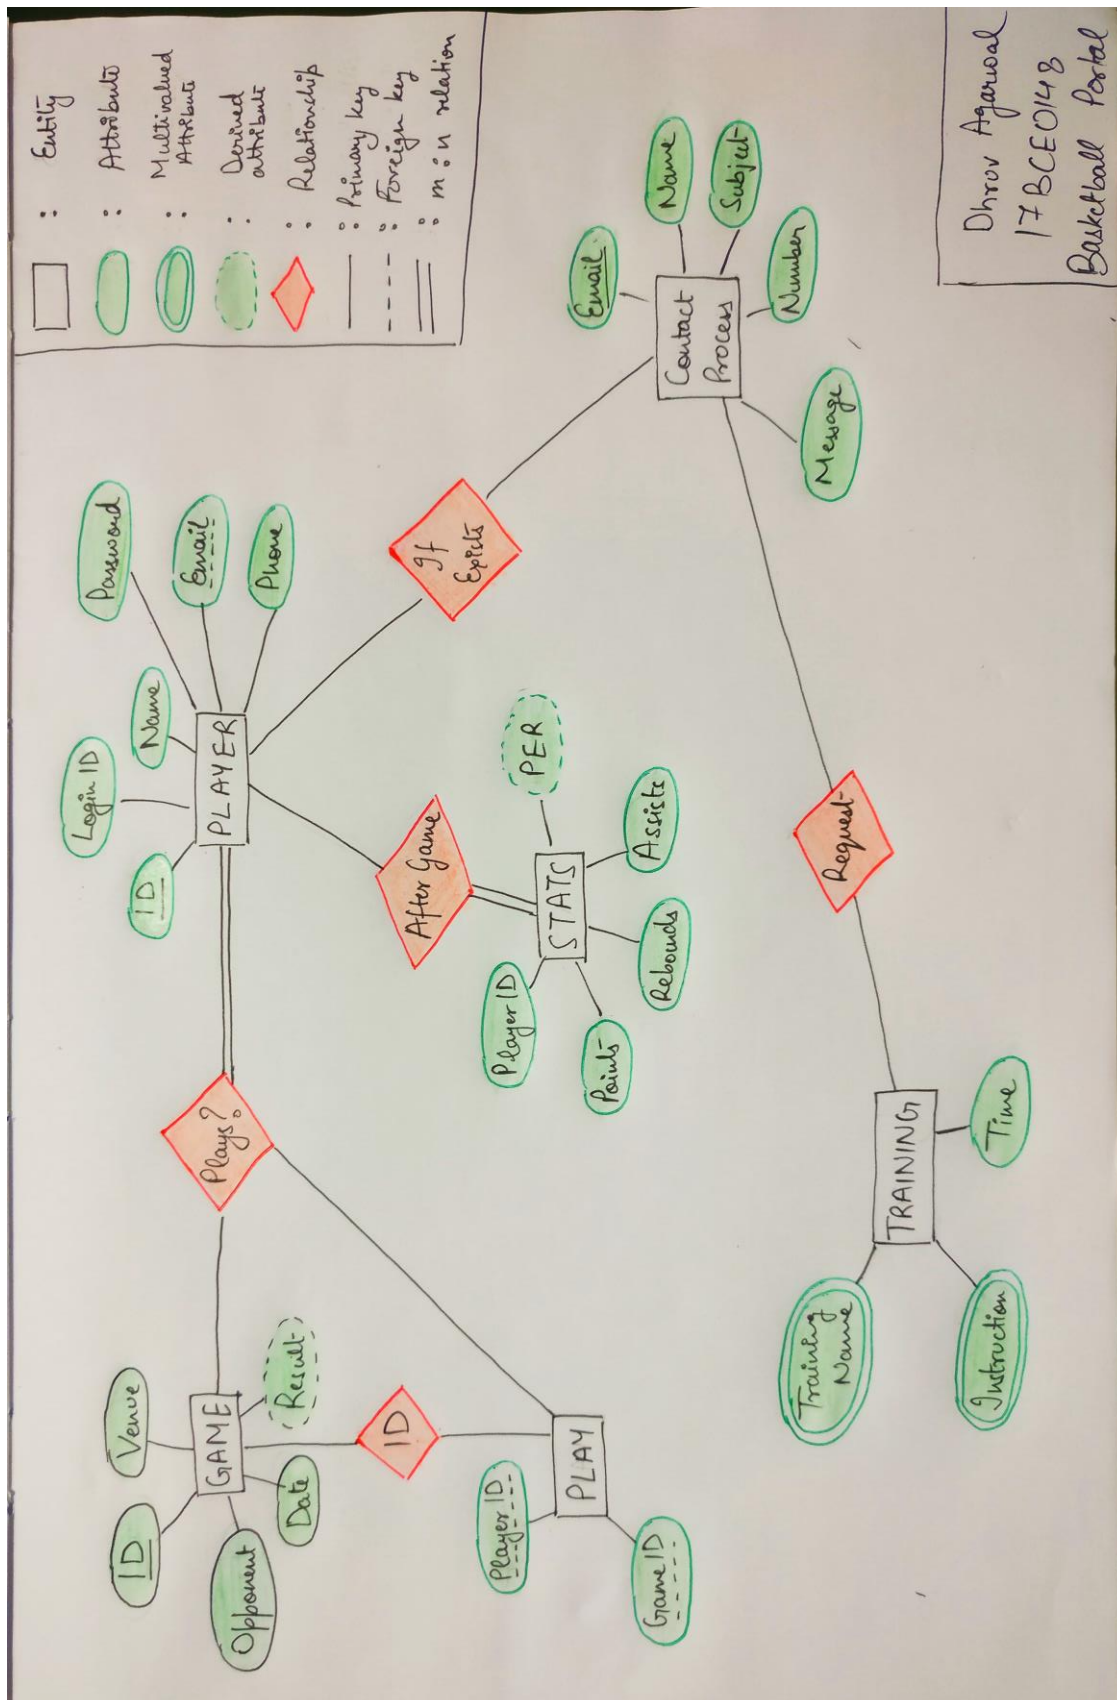 ID
Venue
GAME
Result
Opponent
Date
ID
Player ID
PLAY
Game ID
Plays?
ID
Login ID
Name
Password
Email
Phone
PLAYER
After Game
Player ID
STATS
PER
Points
Rebounds
Assists
If
Exists
Training
Name
TRAINING
Instruction
Time
Request
Email
Name
Subject
Contact
Process
Number
Message
: Entity
: Attribute
: Multivalued
Attribute
: Derived
attribute
: Relationship
: Primary key
: Foreign key
: m:n relation
Dhruv Agarwal
17BCE0148
Basketball Portal